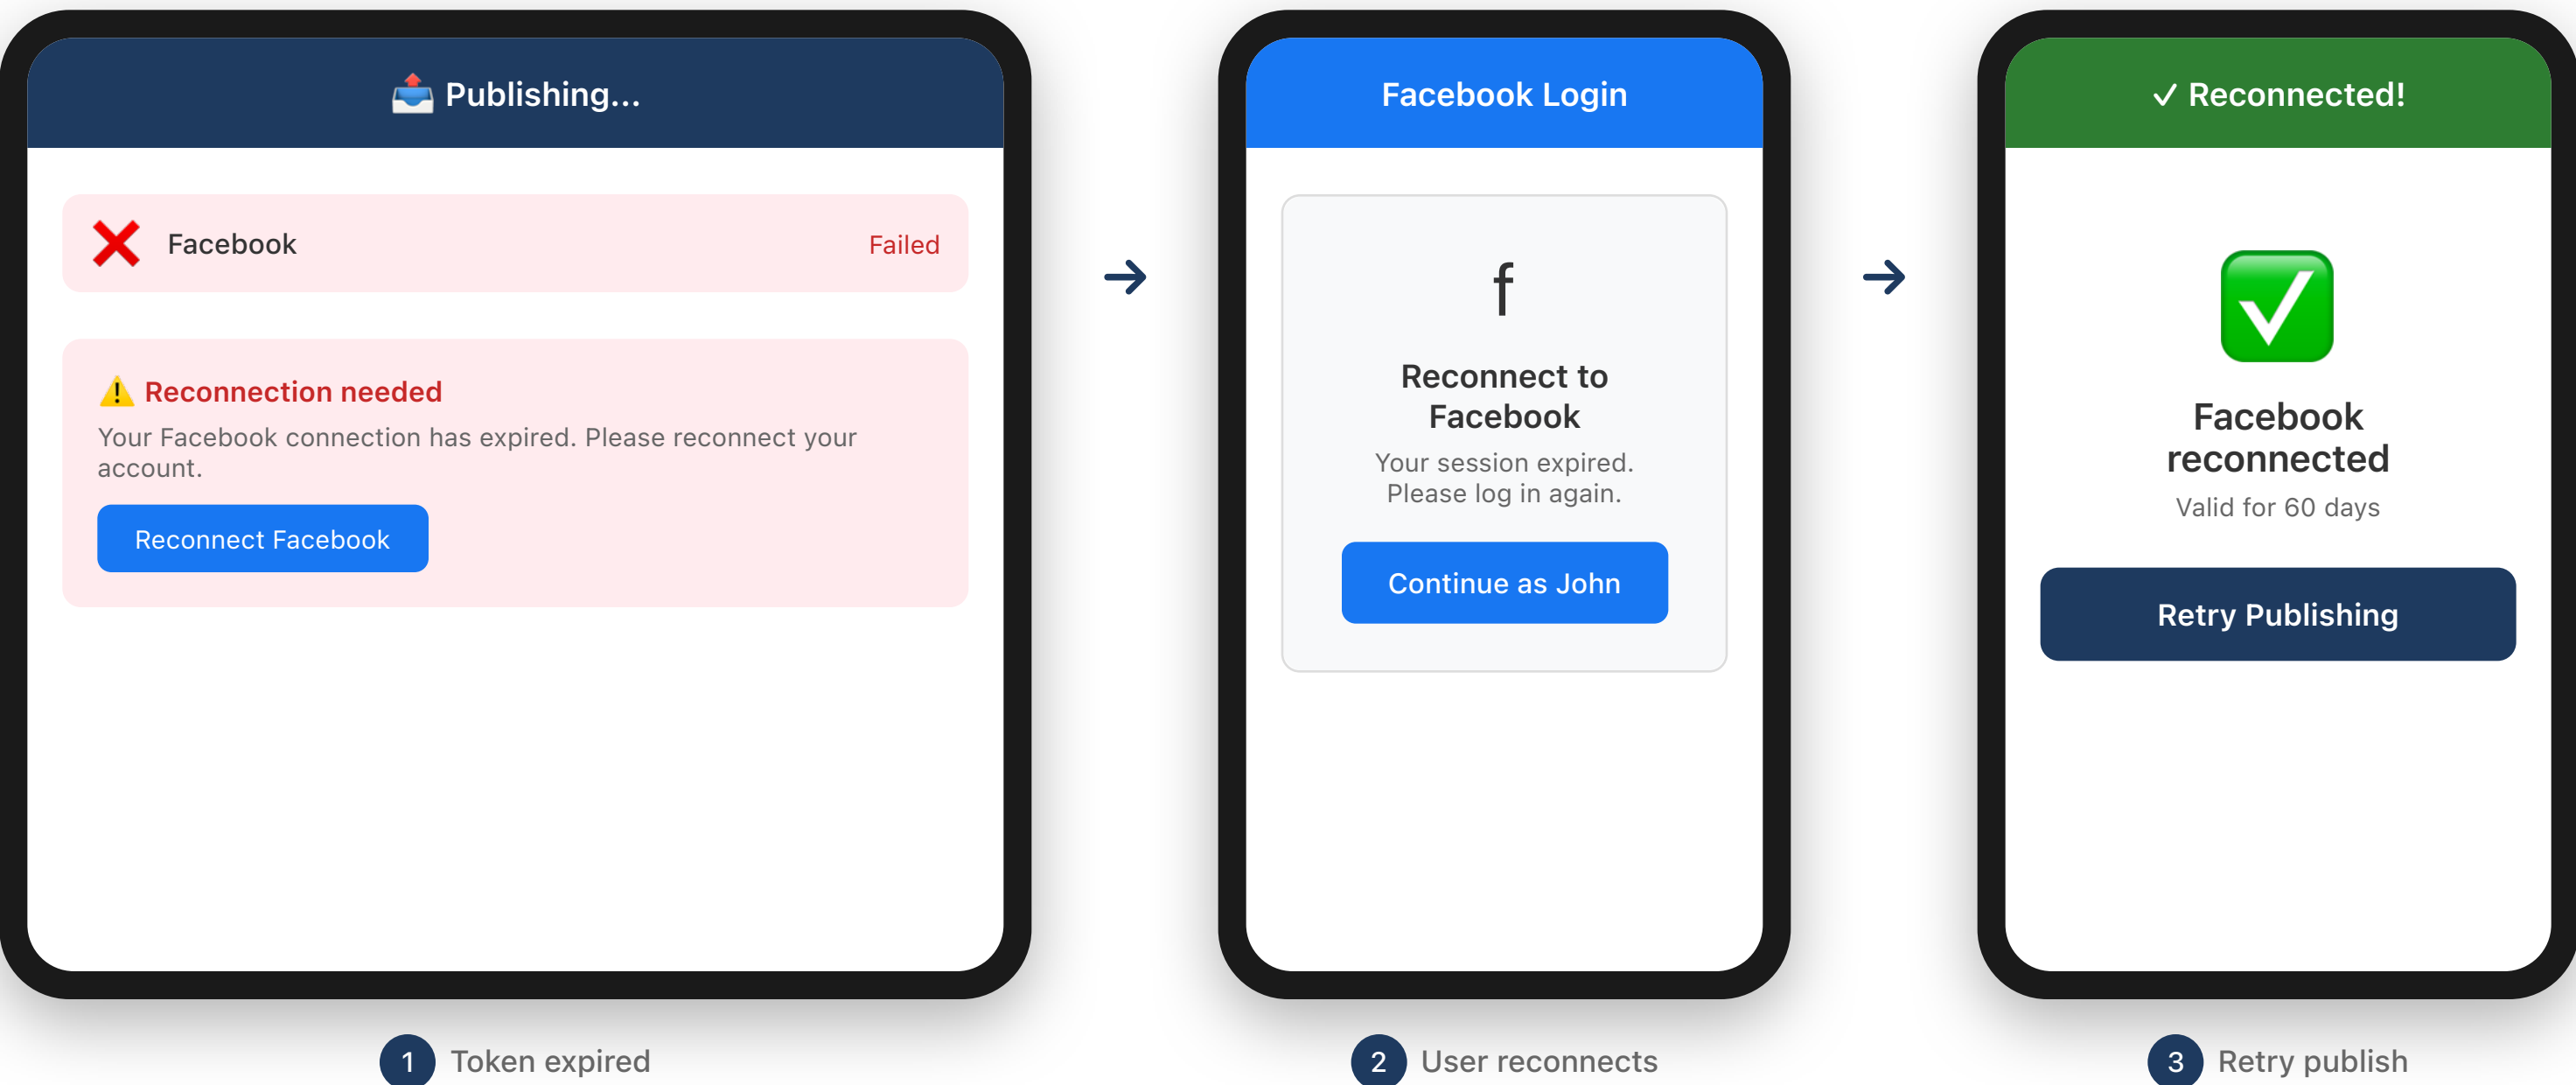 📤 Publishing...
❌ Facebook
Failed
⚠️ Reconnection needed
Your Facebook connection has expired. Please reconnect your
account.
Reconnect Facebook
1 Token expired
→
Facebook Login
f
Reconnect to
Facebook
Your session expired.
Please log in again.
Continue as John
2 User reconnects
→
✓ Reconnected!
✅
Facebook
reconnected
Valid for 60 days
Retry Publishing
3 Retry publish